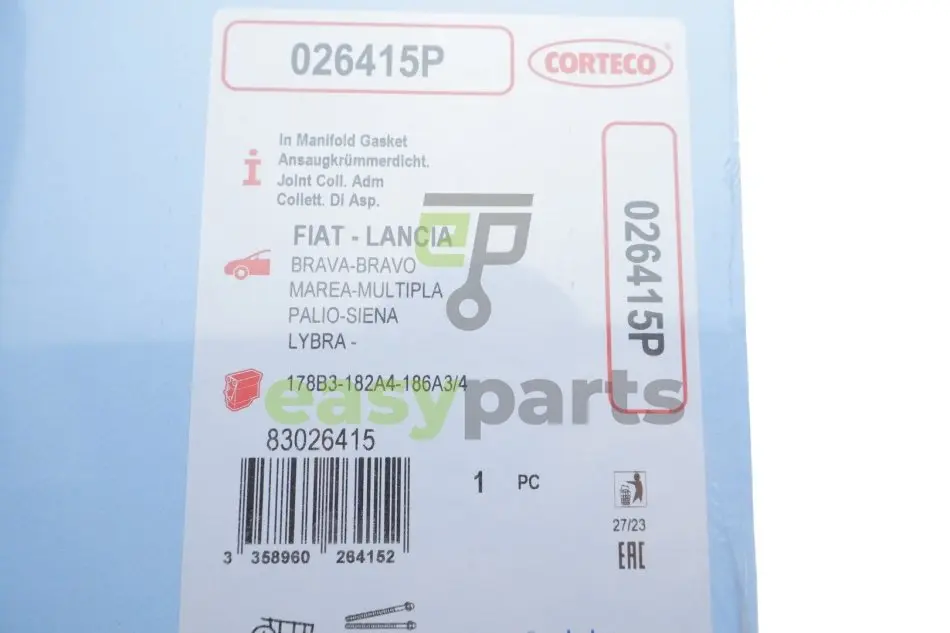 026415P
CORTECO
In Manifold Gasket
Ansaugkrümmerdicht.
Joint Coll. Adm
Collett. Di Asp.
026415P
FIAT - LANCIA
BRAVA-BRAVO
MAREA-MULTIPLA
PALIO-SIENA
LYBRA -
178B3-182A4-186A3/4
ep
easyparts
83026415
1 PC
3 358960 264152
27/23
EAC